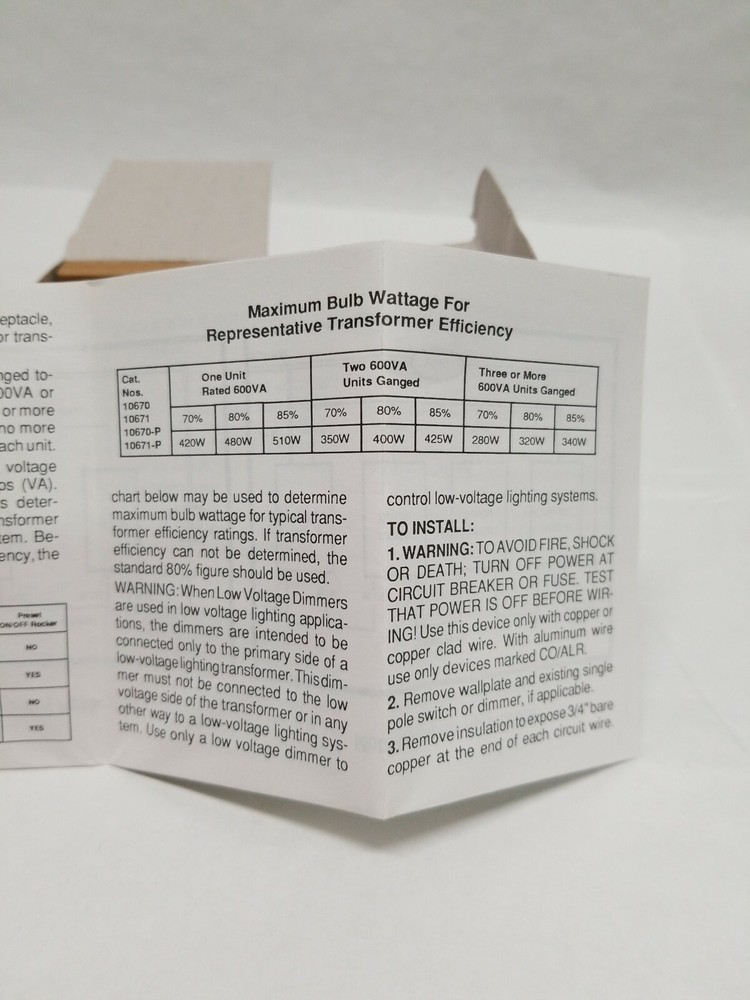 eptacle,
or trans-
nged to-
00VA or
or more
no more
ach unit.
voltage
ps (VA).
s deter-
nsformer
tem. Be-
ency, the
Preset
ON/OFF Rocker
NO
YES
NO
YES
Maximum Bulb Wattage For
Representative Transformer Efficiency
Cat.
Nos.
10670
10671
10670-P
10671-P
One Unit
Rated 600VA
Two 600VA
Units Ganged
Three or More
600VA Units Ganged
70% 80% 85% 70% 80% 85% 70% 80% 85%
420W 480W 510W 350W 400W 425W 280W 320W 340W
chart below may be used to determine
maximum bulb wattage for typical trans-
former efficiency ratings. If transformer
efficiency can not be determined, the
standard 80% figure should be used.
WARNING: When Low Voltage Dimmers
are used in low voltage lighting applica-
tions, the dimmers are intended to be
connected only to the primary side of a
low-voltage lighting transformer. This dim-
mer must not be connected to the low
voltage side of the transformer or in any
other way to a low-voltage lighting sys-
tem. Use only a low voltage dimmer to
control low-voltage lighting systems.
TO INSTALL:
1. WARNING: TO AVOID FIRE, SHOCK
OR DEATH; TURN OFF POWER AT
CIRCUIT BREAKER OR FUSE. TEST
THAT POWER IS OFF BEFORE WIR-
ING! Use this device only with copper or
copper clad wire. With aluminum wire
use only devices marked CO/ALR.
2. Remove wallplate and existing single
pole switch or dimmer, if applicable.
3. Remove insulation to expose 3/4" bare
copper at the end of each circuit wire.